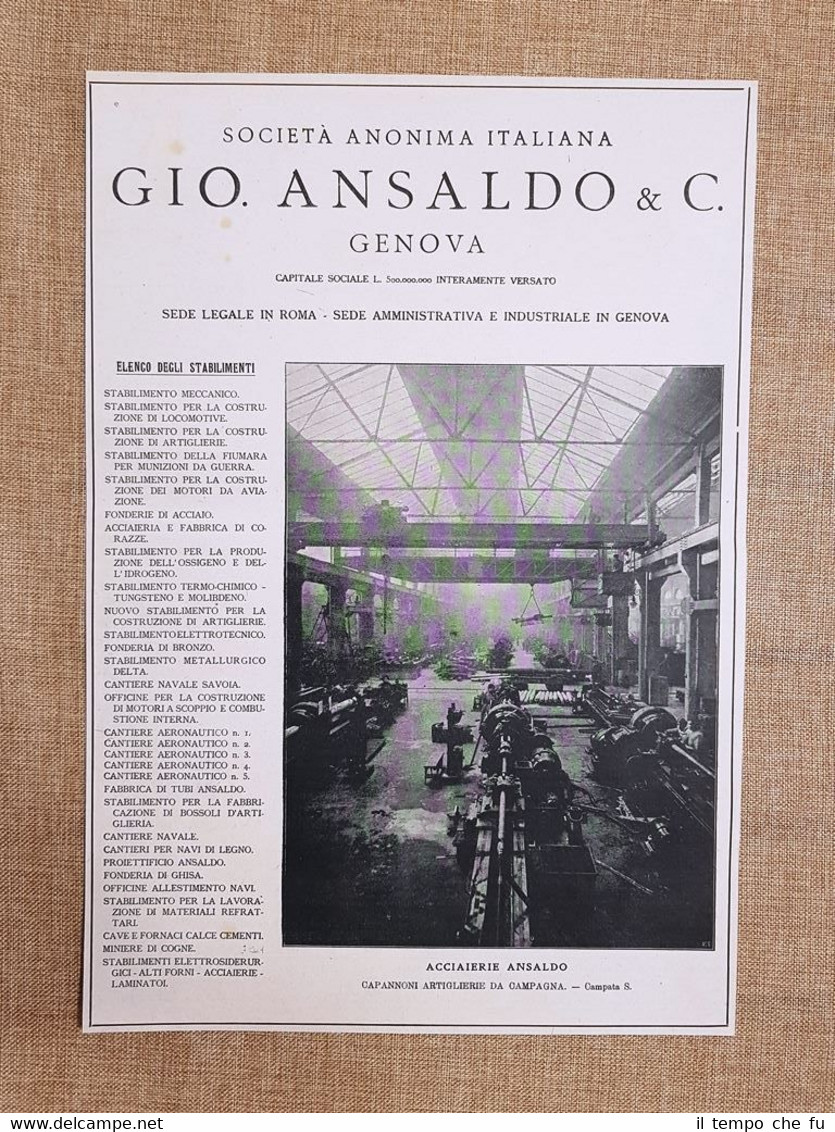 SOCIETÀ ANONIMA ITALIANA
GIO. ANSALDO & C.
GENOVA
CAPITALE SOCIALE L. 500.000.000 INTERAMENTE VERSATO
SEDE LEGALE IN ROMA - SEDE AMMINISTRATIVA E INDUSTRIALE IN GENOVA
ELENCO DEGLI STABILIMENTI
STABILIMENTO MECCANICO.
STABILIMENTO PER LA COSTRU-
ZIONE DI LOCOMOTIVE.
STABILIMENTO PER LA COSTRU-
ZIONE DI ARTIGLIERIE.
STABILIMENTO DELLA FIUMARA
PER MUNIZIONI DA GUERRA.
STABILIMENTO PER LA COSTRU-
ZIONE DEI MOTORI DA AVIA-
ZIONE.
FONDERIE DI ACCIAIO.
ACCIAIERIA E FABBRICA DI CO-
RAZZE.
STABILIMENTO PER LA PRODU-
ZIONE DELL'OSSIGENO E DEL-
L'IDROGENO.
STABILIMENTO TERMO-CHIMICO -
TUNGSTENO E MOLIBDENO.
NUOVO STABILIMENTO PER LA
COSTRUZIONE DI ARTIGLIERIE.
STABILIMENTO ELETTROTECNICO.
FONDERIA DI BRONZO.
STABILIMENTO METALLURGICO
DELTA.
CANTIERE NAVALE SAVOIA.
OFFICINE PER LA COSTRUZIONE
DI MOTORI A SCOPPIO E COMBU-
STIONE INTERNA.
CANTIERE AERONAUTICO n. 1.
CANTIERE AERONAUTICO n. 2.
CANTIERE AERONAUTICO n. 3.
CANTIERE AERONAUTICO n. 4.
CANTIERE AERONAUTICO n. 5.
FABBRICA DI TUBI ANSALDO.
STABILIMENTO PER LA FABBRI-
CAZIONE DI BOSSOLI D'ARTI-
GLIERIA.
CANTIERE NAVALE.
CANTIERI PER NAVI DI LEGNO.
PROIETTIFICIO ANSALDO.
FONDERIA DI GHISA.
OFFICINE ALLESTIMENTO NAVI.
STABILIMENTO PER LA LAVORA-
ZIONE DI MATERIALI REFRAT-
TARI.
CAVE E FORNACI CALCE CEMENTI.
MINIERE DI COGNE.
STABILIMENTI ELETTROSIDERUR-
GICI - ALTI FORNI - ACCIAIERIE -
LAMINATOI.
ACCIAIERIE ANSALDO
CAPANNONI ARTIGLIERIE DA CAMPAGNA. — Campata S.
il tempo che fu